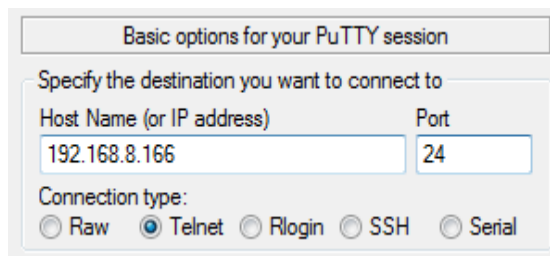 Basic options for your PuTTY session
Specify the destination you want to connect to
Host Name (or IP address) Port
192.168.8.166 24
Connection type:
Raw Telnet Rlogin SSH Serial